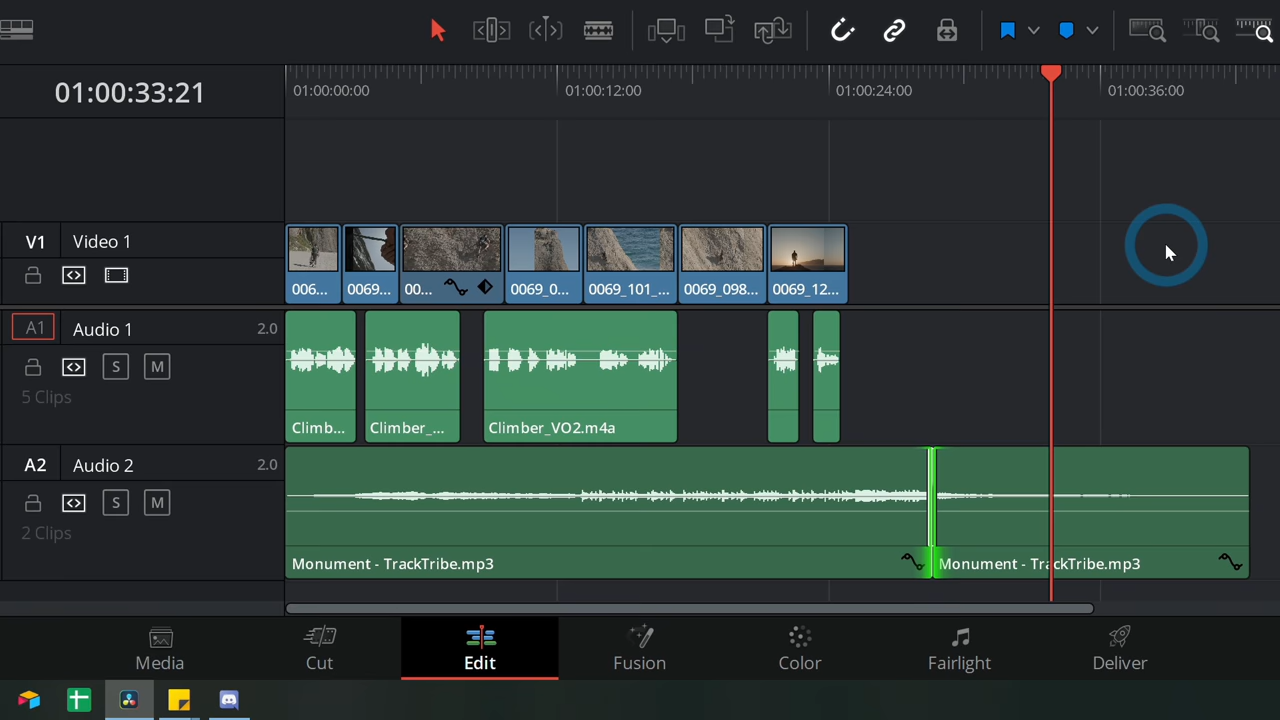 01:00:33:21
01:00:00:00
01:00:12:00
01:00:24:00
01:00:36:00
V1 Video 1
006...
0069...
00...
0069_0...
0069_101_...
0069_098...
0069_12...
A1 Audio 1 2.0
S M
5 Clips
Climb...
Climber_...
Climber_VO2.m4a
A2 Audio 2 2.0
S M
2 Clips
Monument - TrackTribe.mp3
Monument - TrackTribe.mp3
Media
Cut
Edit
Fusion
Color
Fairlight
Deliver